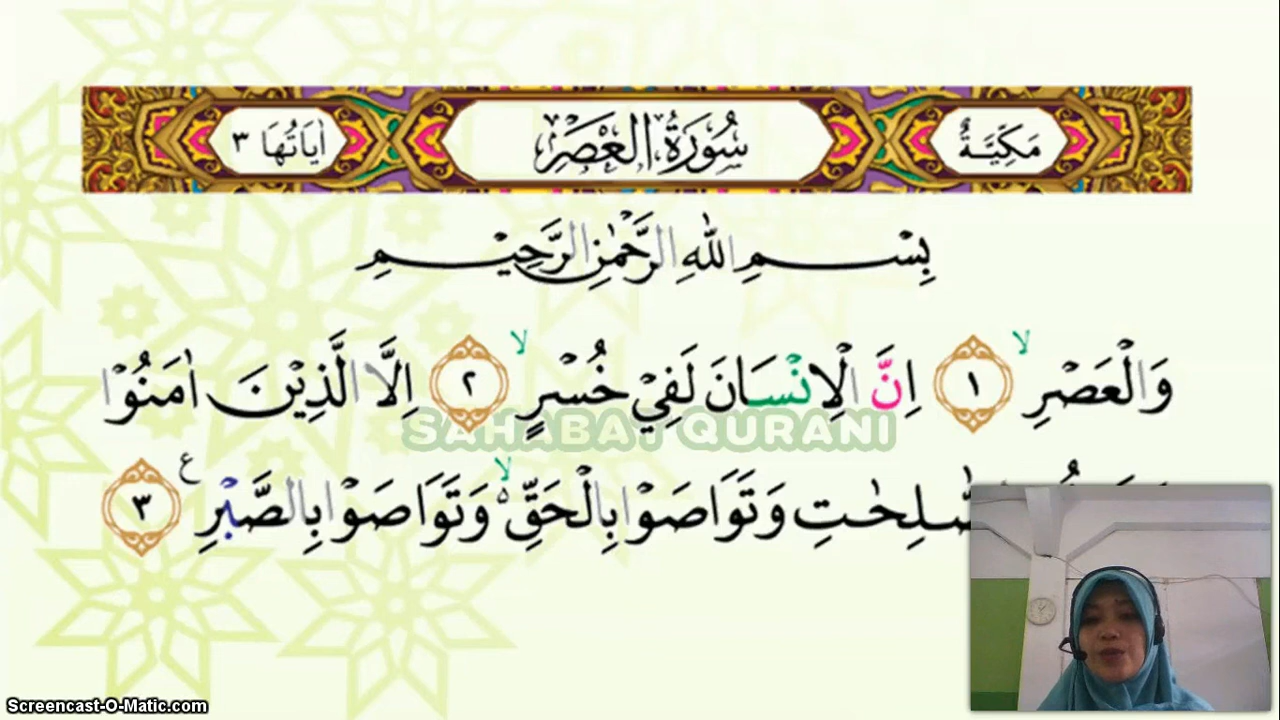 مَكِّيَّةٌ سُورَةُ الْعَصْرِ اٰيَاتُهَا ٣
بِسْمِ اللّٰهِ الرَّحْمٰنِ الرَّحِيْمِ
وَالْعَصْرِۙ ١ اِنَّ الْاِنْسَانَ لَفِيْ خُسْرٍۙ ٢ اِلَّا الَّذِيْنَ اٰمَنُوْا
SAHABAT QURANI
وَتَوَاصَوْا بِالْحَقِّ ەۙ وَتَوَاصَوْا بِالصَّبْرِ ࣖ ٣
Screencast-O-Matic.com